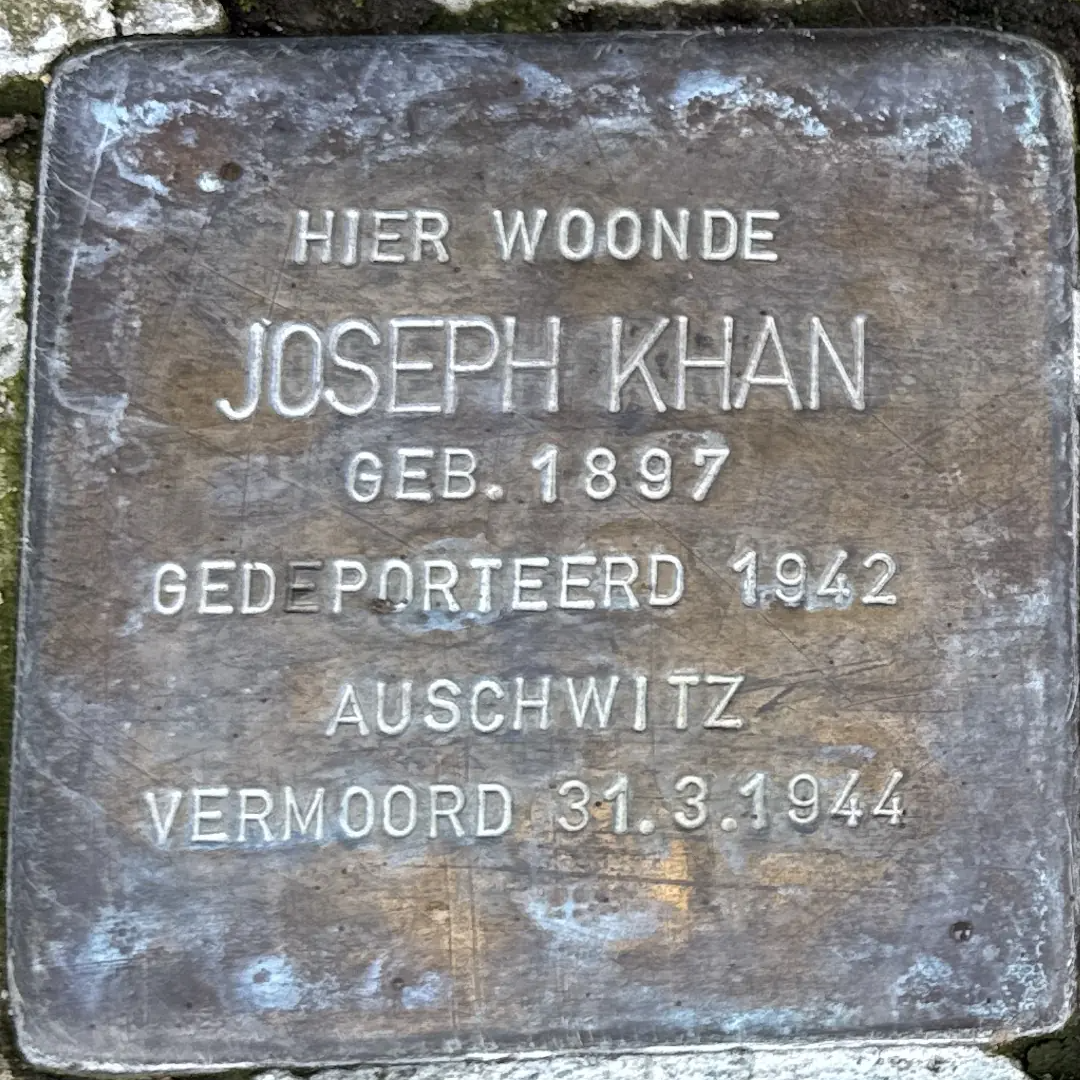 HIER WOONDE
JOSEPH KHAN
GEB. 1897
GEDEPORTEERD 1942
AUSCHWITZ
VERMOORD 31.3.1944